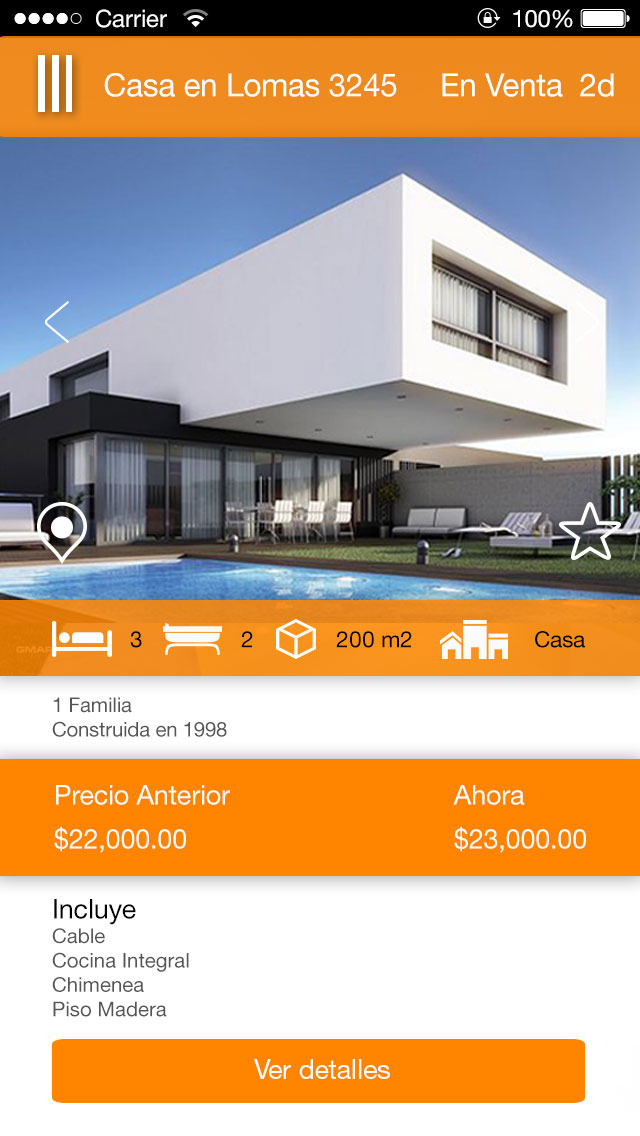 Carrier 100%
Casa en Lomas 3245 En Venta 2d
3 2 200 m2 Casa
1 Familia
Construida en 1998
Precio Anterior Ahora
$22,000.00 $23,000.00
Incluye
Cable
Cocina Integral
Chimenea
Piso Madera
Ver detalles